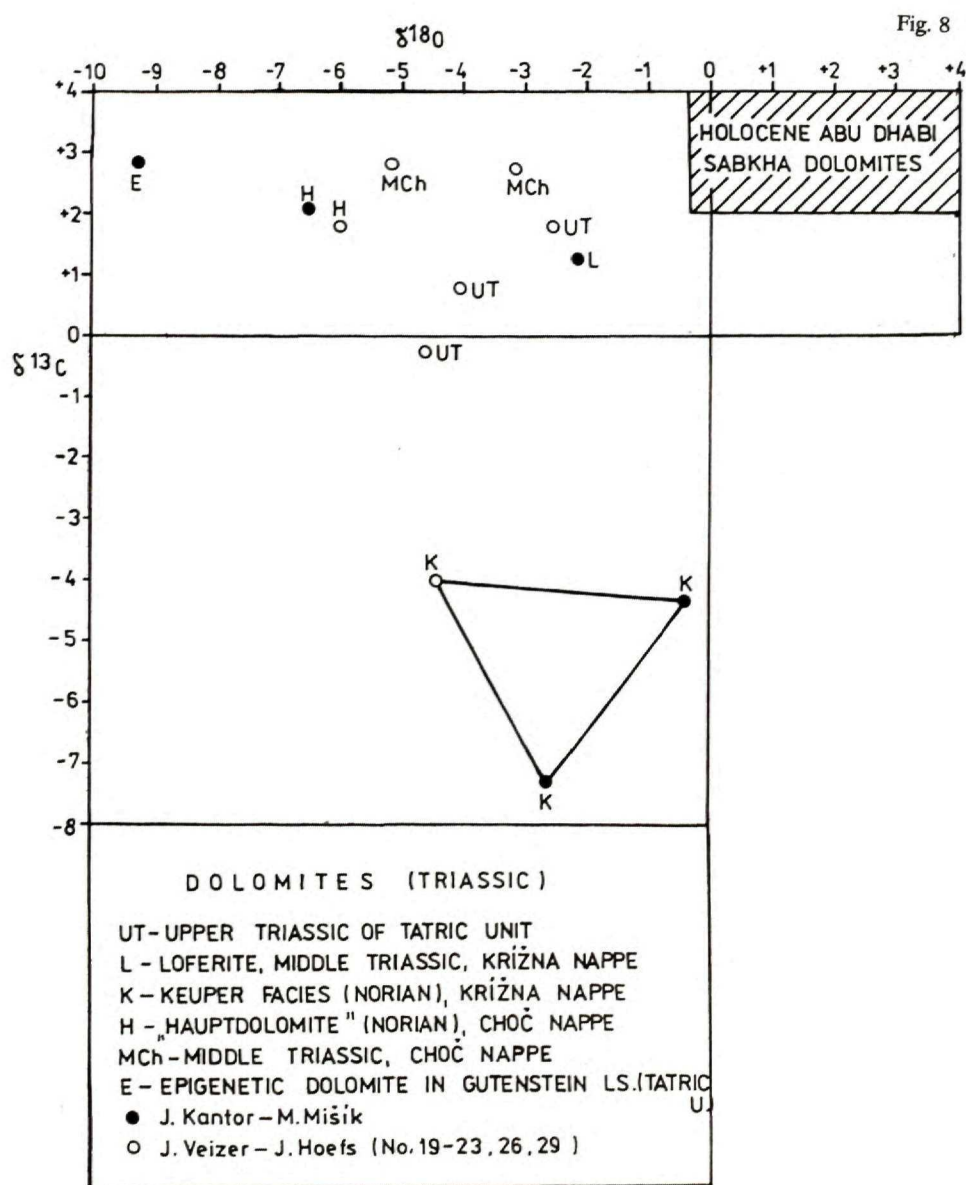 Fig. 8
δ18O
-10 -9 -8 -7 -6 -5 -4 -3 -2 -1 0 +1 +2 +3 +4
+4
HOLOCENE ABU DHABI
SABKHA DOLOMITES
+3
E
MCh
MCh
H
H
+2
UT
L
+1
UT
0
δ13C
UT
-1
-2
-3
K
K
-4
-5
-6
-7
K
-8
DOLOMITES (TRIASSIC)
UT-UPPER TRIASSIC OF TATRIC UNIT
L - LOFERITE, MIDDLE TRIASSIC, KRÍŽNA NAPPE
K - KEUPER FACIES (NORIAN), KRÍŽNA NAPPE
H - „HAUPTDOLOMITE" (NORIAN), CHOČ NAPPE
MCh-MIDDLE TRIASSIC, CHOČ NAPPE
E - EPIGENETIC DOLOMITE IN GUTENSTEIN LS.(TATRIC
U.
● J. Kantor - M. Mišík
○ J. Veizer - J. Hoefs (No. 19-23, 26, 29)